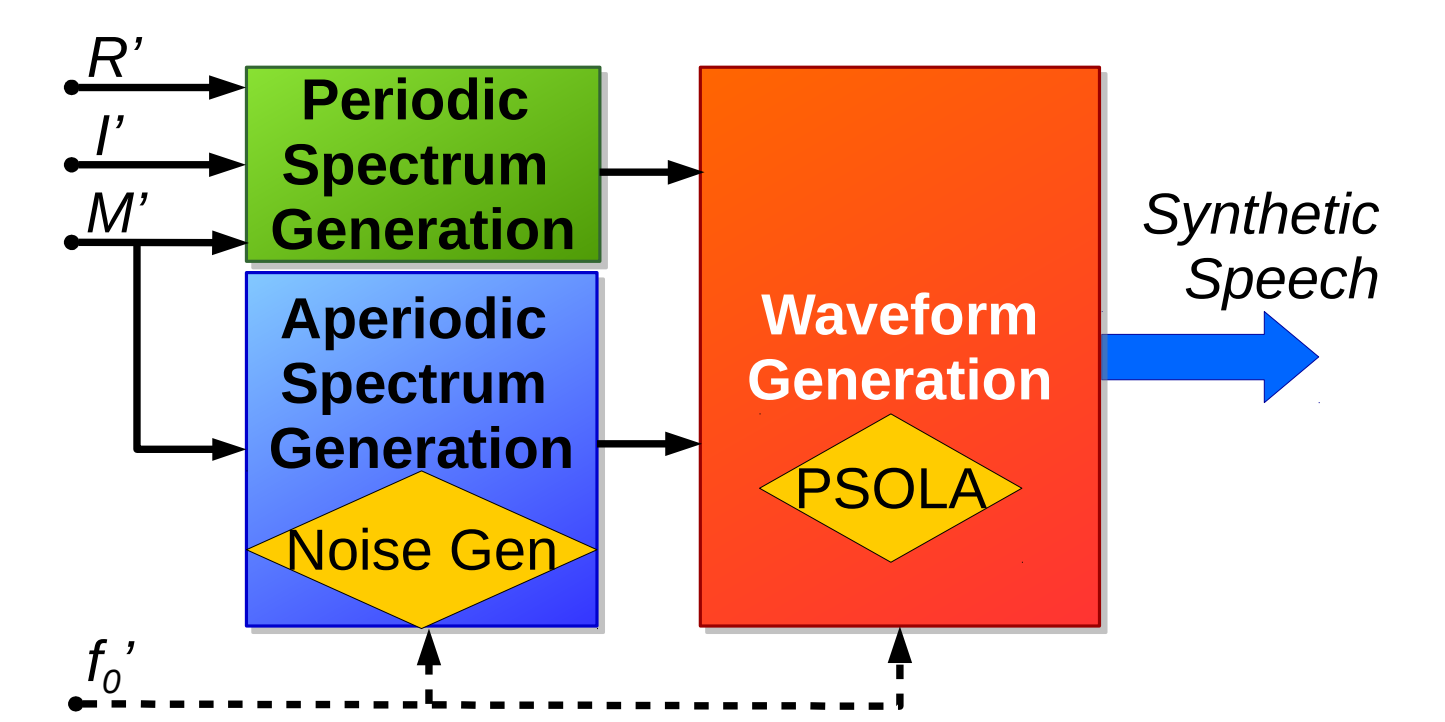 R’
I’
M’
Periodic
Spectrum
Generation
Aperiodic
Spectrum
Generation
Noise Gen
Waveform
Generation
PSOLA
Synthetic
Speech
f₀’